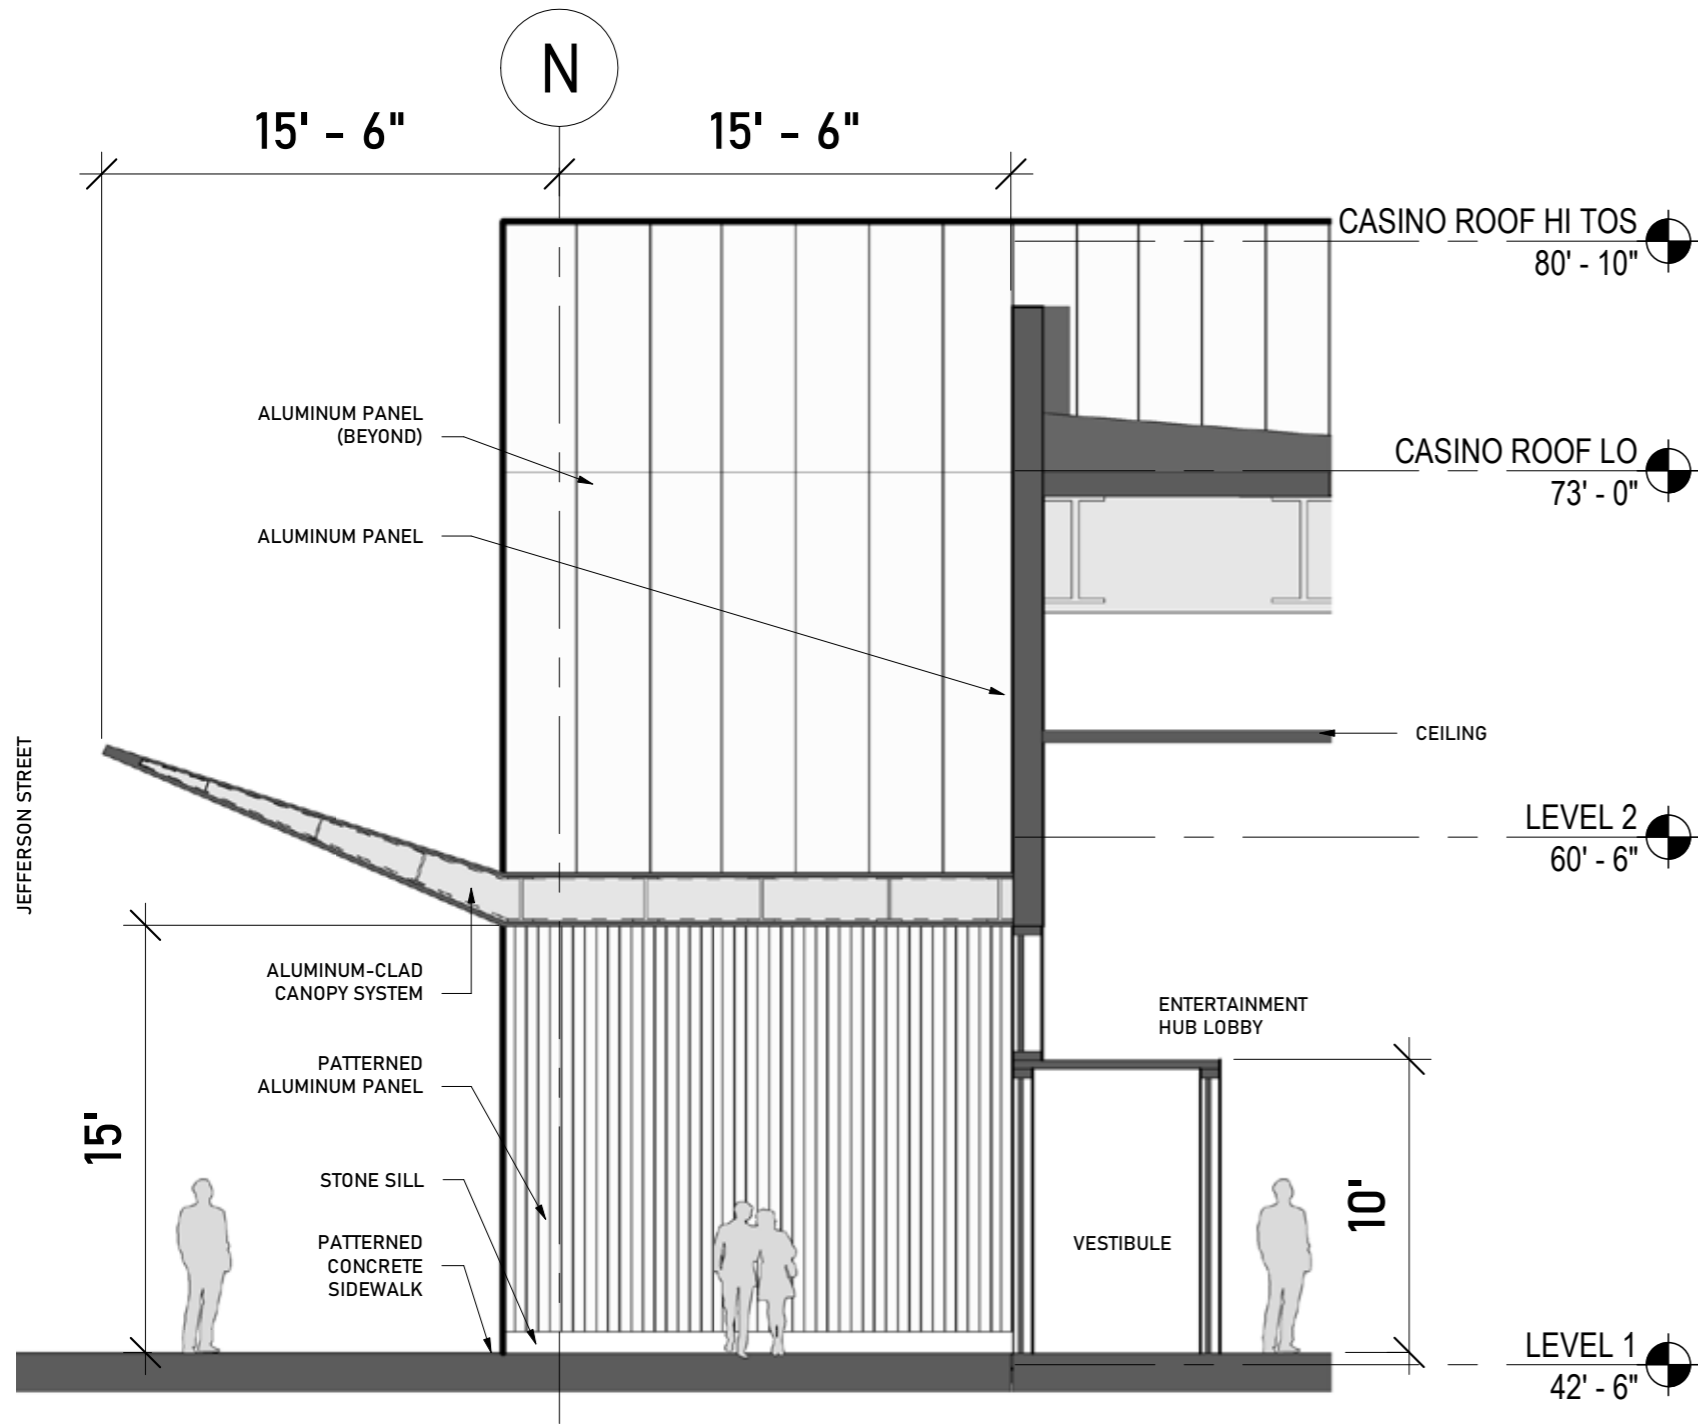 N
15' - 6"
15' - 6"
CASINO ROOF HI TOS
80' - 10"
ALUMINUM PANEL
(BEYOND)
CASINO ROOF LO
73' - 0"
ALUMINUM PANEL
CEILING
JEFFERSON STREET
LEVEL 2
60' - 6"
ALUMINUM-CLAD
CANOPY SYSTEM
ENTERTAINMENT
HUB LOBBY
PATTERNED
ALUMINUM PANEL
15'
STONE SILL
10'
PATTERNED
CONCRETE
SIDEWALK
VESTIBULE
LEVEL 1
42' - 6"